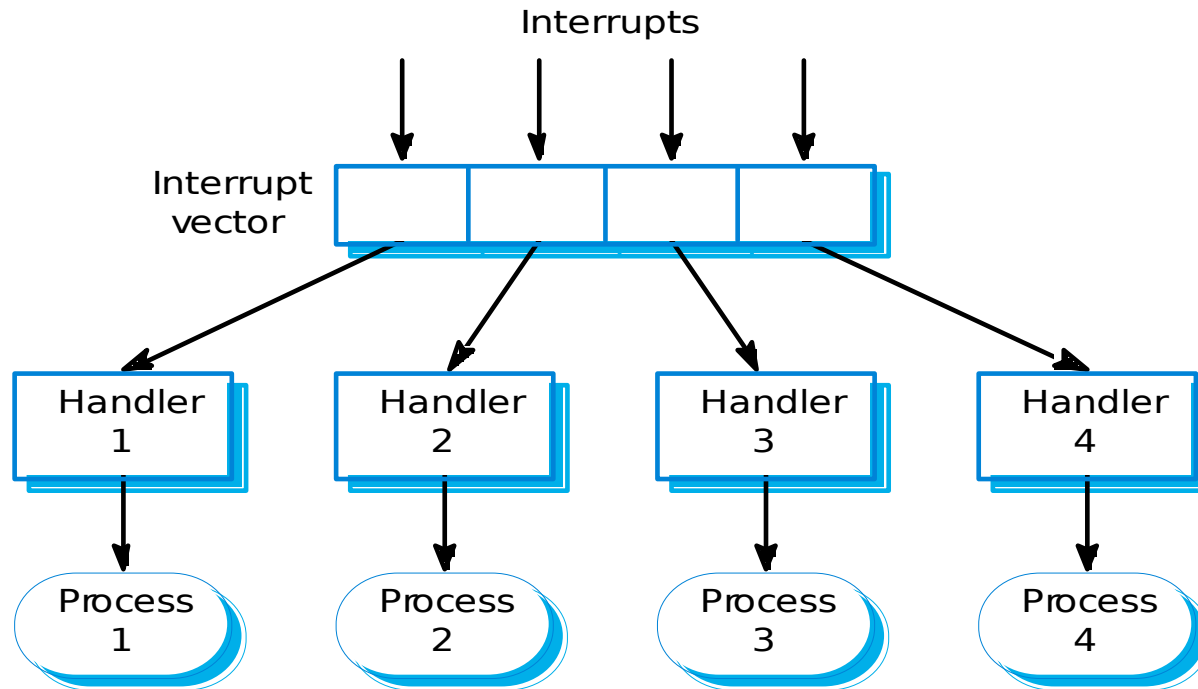 Interrupts
Interrupt
vector
Handler
1
Handler
2
Handler
3
Handler
4
Process
1
Process
2
Process
3
Process
4